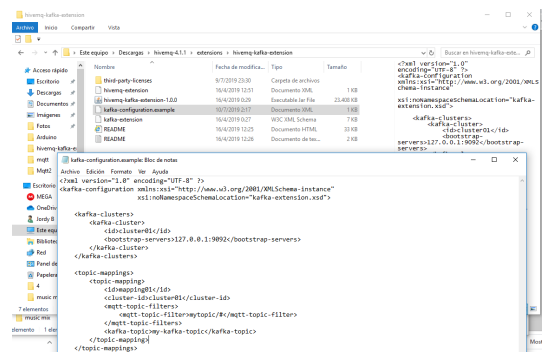 hivemq-kafka-extension
Archivo Inicio Compartir Vista
Este equipo > Descargas > hivemq-4.1.1 > extensions > hivemq-kafka-extension
Buscar en hivemq-kafka-exte...
Nombre Fecha de modifica... Tipo Tamaño
Acceso rápido
Escritorio
Descargas
Documentos
Imágenes
Fotos
Arduino
hivemq-kafka-e
mqtt
Mqtt2
Escritorio
MEGA
OneDriv
Jordy B
Este equ
Bibliotec
Red
Panel de
Papelera
4
music m
third-party-licenses 9/7/2019 23:30 Carpeta de archivos
hivemq-extension 16/4/2019 12:51 Documento XML 1 KB
hivemq-kafka-extension-1.0.0 16/4/2019 0:29 Executable Jar File 23.400 KB
kafka-configuration.example 10/7/2019 2:17 Documento XML 1 KB
kafka-extension 16/4/2019 0:27 W3C XML Schema 7 KB
README 16/4/2019 12:25 Documento HTML 33 KB
README 16/4/2019 12:26 Documento de tex... 2 KB
<?xml version="1.0"
encoding="UTF-8" ?>
<kafka-configuration
xmlns:xsi="http://www.w3.org/2001/XMLS
chema-instance"
xsi:noNamespaceSchemaLocation="kafka-
extension.xsd">
<kafka-clusters>
<kafka-cluster>
<id>cluster01</id>
<bootstrap-
servers>127.0.0.1:9092</bootstrap-
servers>
7 elementos
music mix
elemento 1 ele
Most
kafka-configuration.example: Bloc de notas
Archivo Edición Formato Ver Ayuda
<?xml version="1.0" encoding="UTF-8" ?>
<kafka-configuration xmlns:xsi="http://www.w3.org/2001/XMLSchema-instance"
xsi:noNamespaceSchemaLocation="kafka-extension.xsd">
<kafka-clusters>
<kafka-cluster>
<id>cluster01</id>
<bootstrap-servers>127.0.0.1:9092</bootstrap-servers>
</kafka-cluster>
</kafka-clusters>
<topic-mappings>
<topic-mapping>
<id>mapping01</id>
<cluster-id>cluster01</cluster-id>
<mqtt-topic-filters>
<mqtt-topic-filter>mytopic/#</mqtt-topic-filter>
</mqtt-topic-filters>
<kafka-topic>my-kafka-topic</kafka-topic>
</topic-mapping>
</topic-mappings>